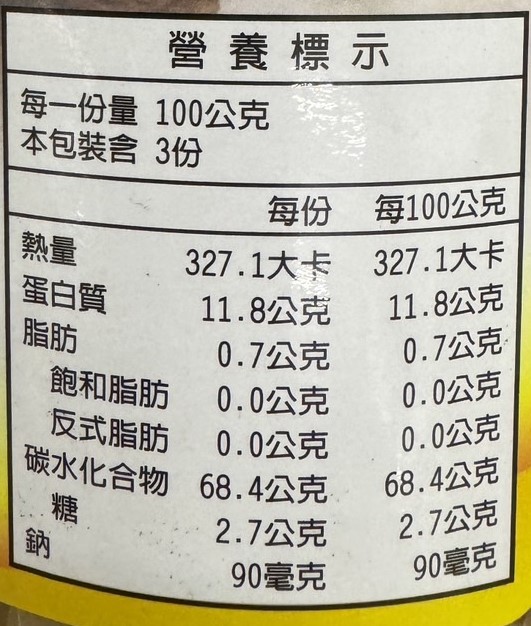 營養標示
每一份量 100公克
本包裝含 3份
每份 每100公克
熱量 327.1大卡 327.1大卡
蛋白質 11.8公克 11.8公克
脂肪 0.7公克 0.7公克
飽和脂肪 0.0公克 0.0公克
反式脂肪 0.0公克 0.0公克
碳水化合物 68.4公克 68.4公克
糖 2.7公克 2.7公克
鈉 90毫克 90毫克